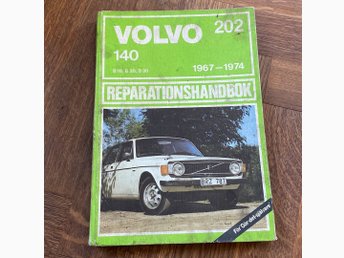 VOLVO 202
140
1967–1974
REPARATIONSHANDBOK
För Gör-det-självare